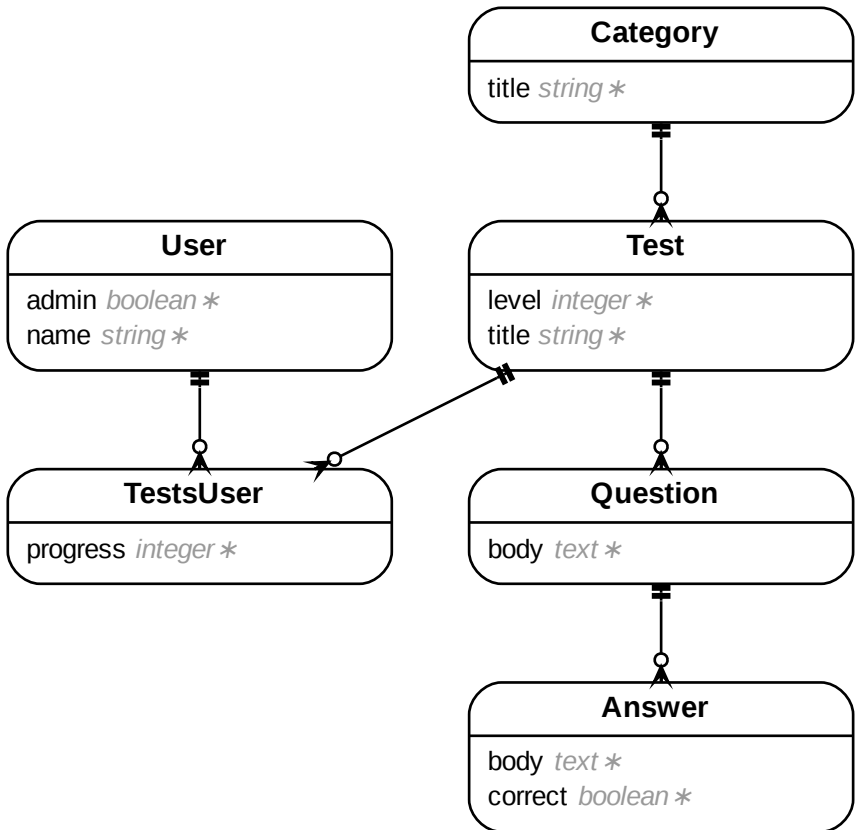 Category
title string∗
User
admin boolean∗
name string∗
Test
level integer∗
title string∗
TestsUser
progress integer∗
Question
body text∗
Answer
body text∗
correct boolean∗